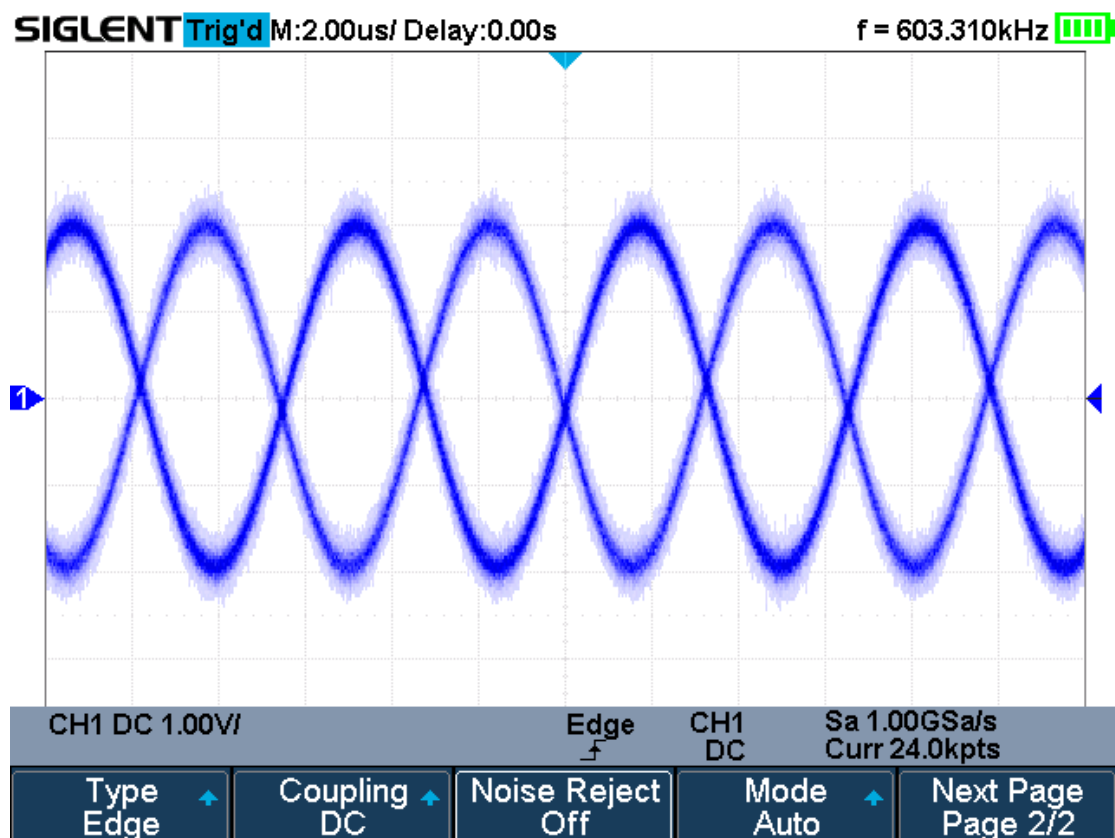 SIGLENT Trig'd M:2.00us/ Delay:0.00s f = 603.310kHz
1
CH1 DC 1.00V/ Edge CH1 Sa 1.00GSa/s
DC Curr 24.0kpts
Type Coupling Noise Reject Mode Next Page
Edge DC Off Auto Page 2/2